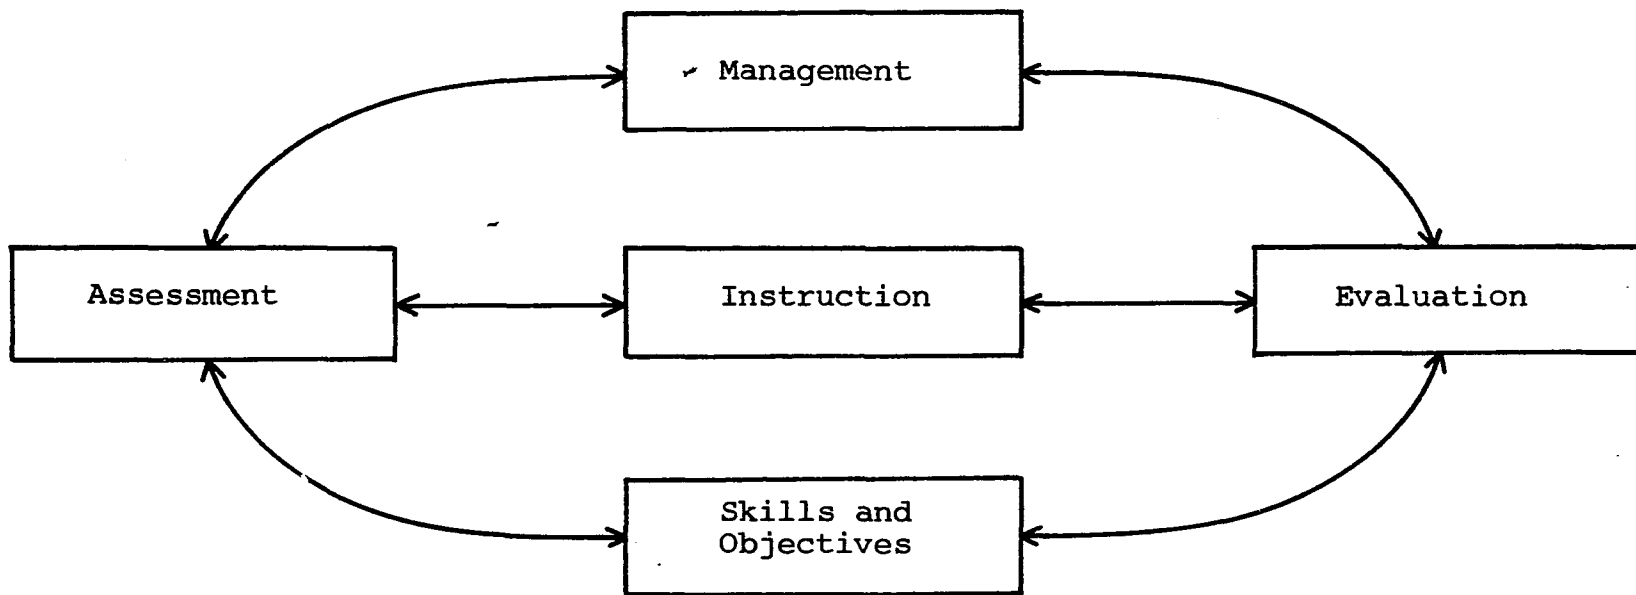 Management
Assessment
Instruction
Evaluation
Skills and
Objectives